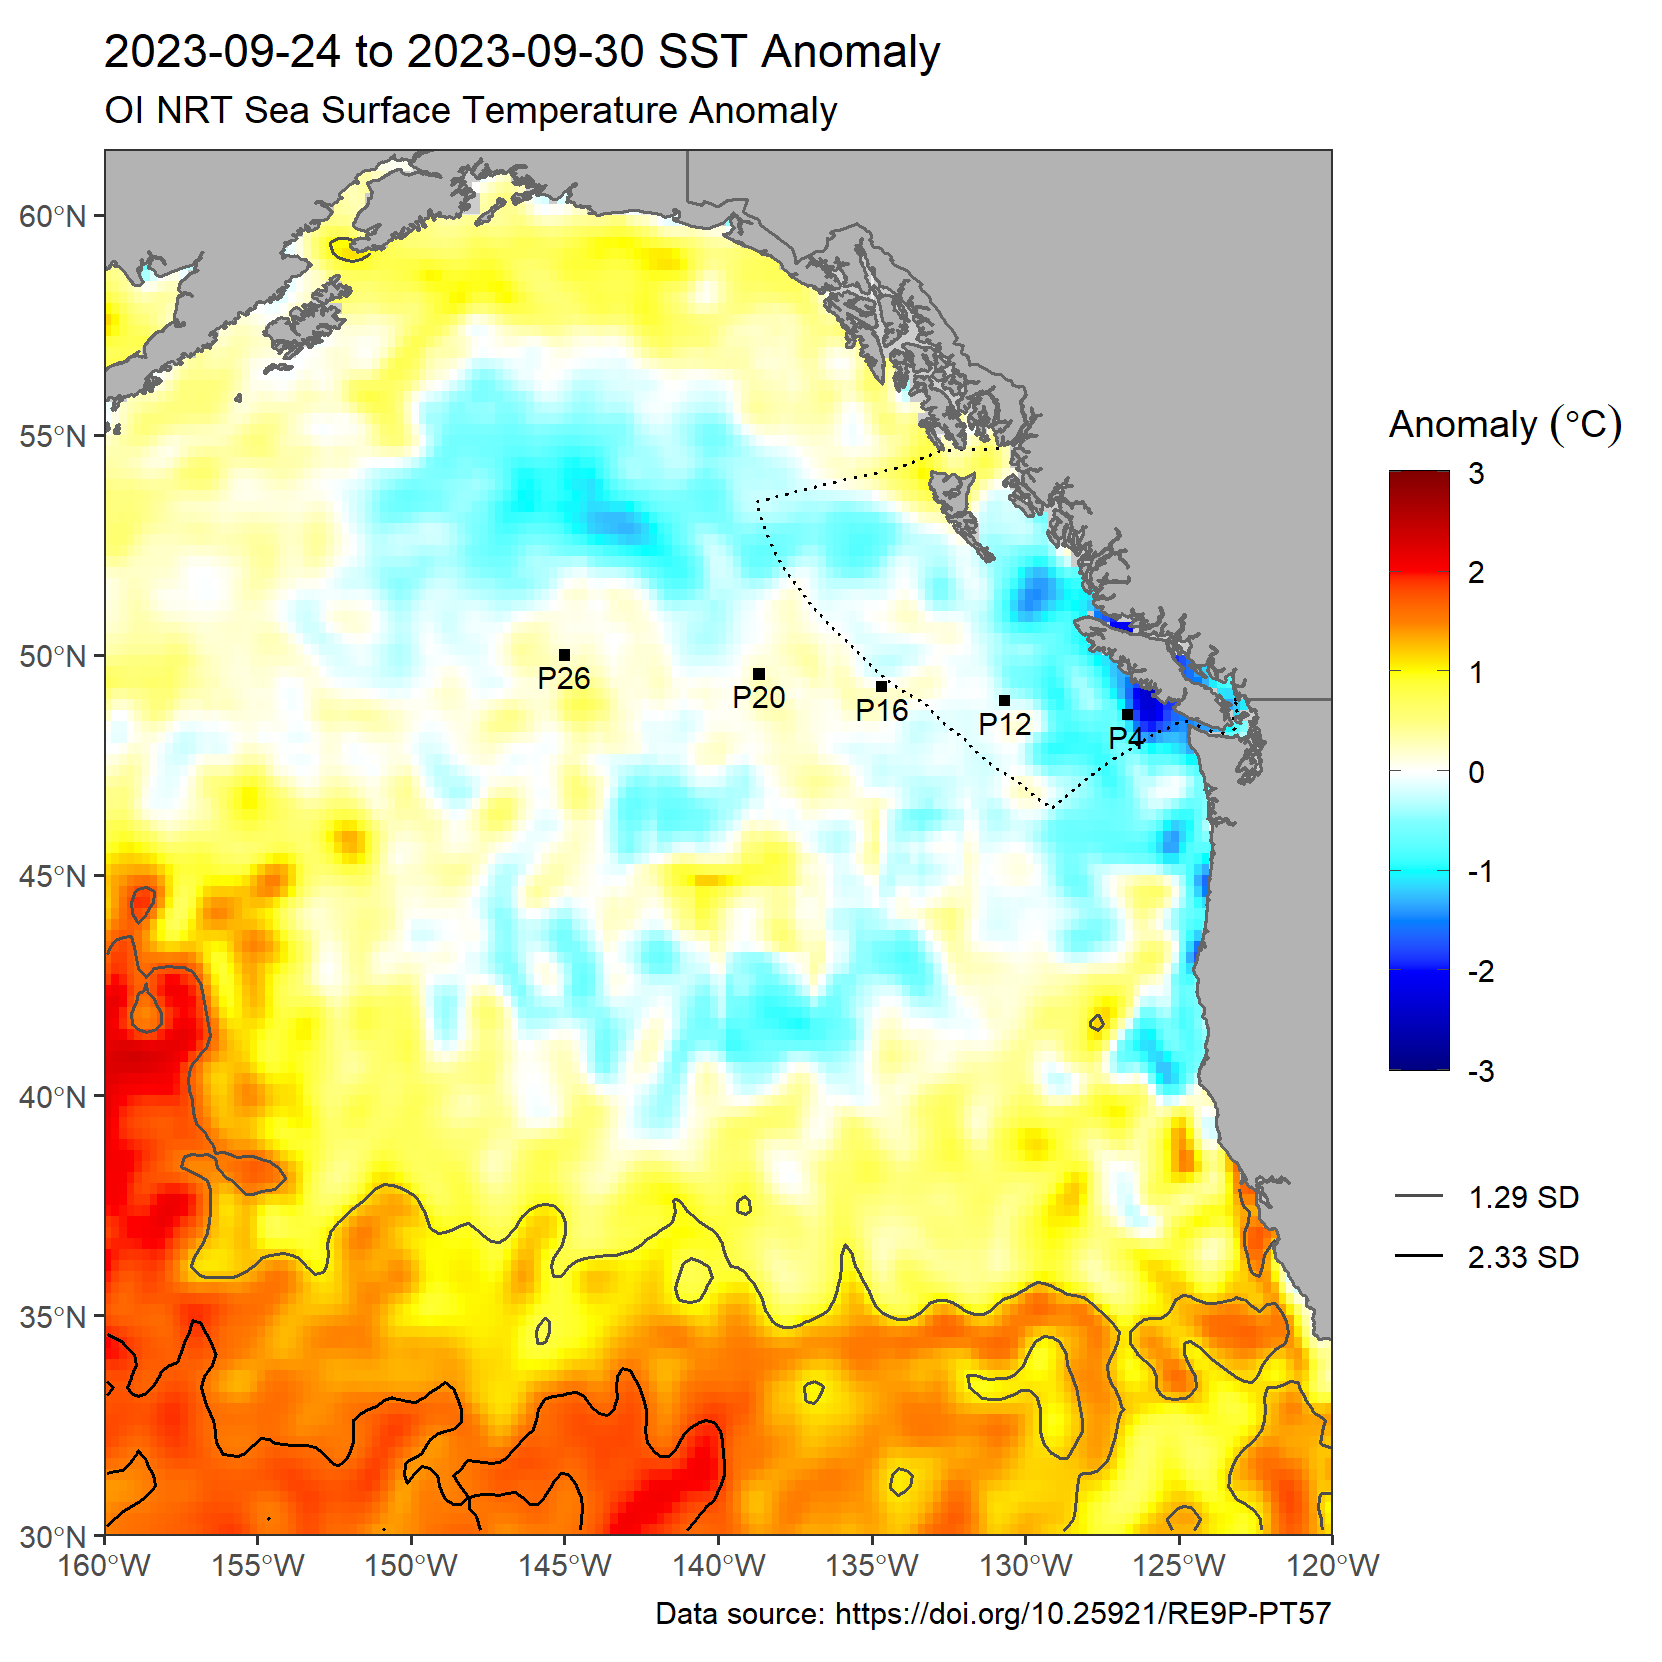 2023-09-24 to 2023-09-30 SST Anomaly
OI NRT Sea Surface Temperature Anomaly
60°N
55°N
50°N
45°N
40°N
35°N
30°N
P26
P20
P16
P12
P4
160°W 155°W 150°W 145°W 140°W 135°W 130°W 125°W 120°W
Anomaly (°C)
3
2
1
0
-1
-2
-3
1.29 SD
2.33 SD
Data source: https://doi.org/10.25921/RE9P-PT57